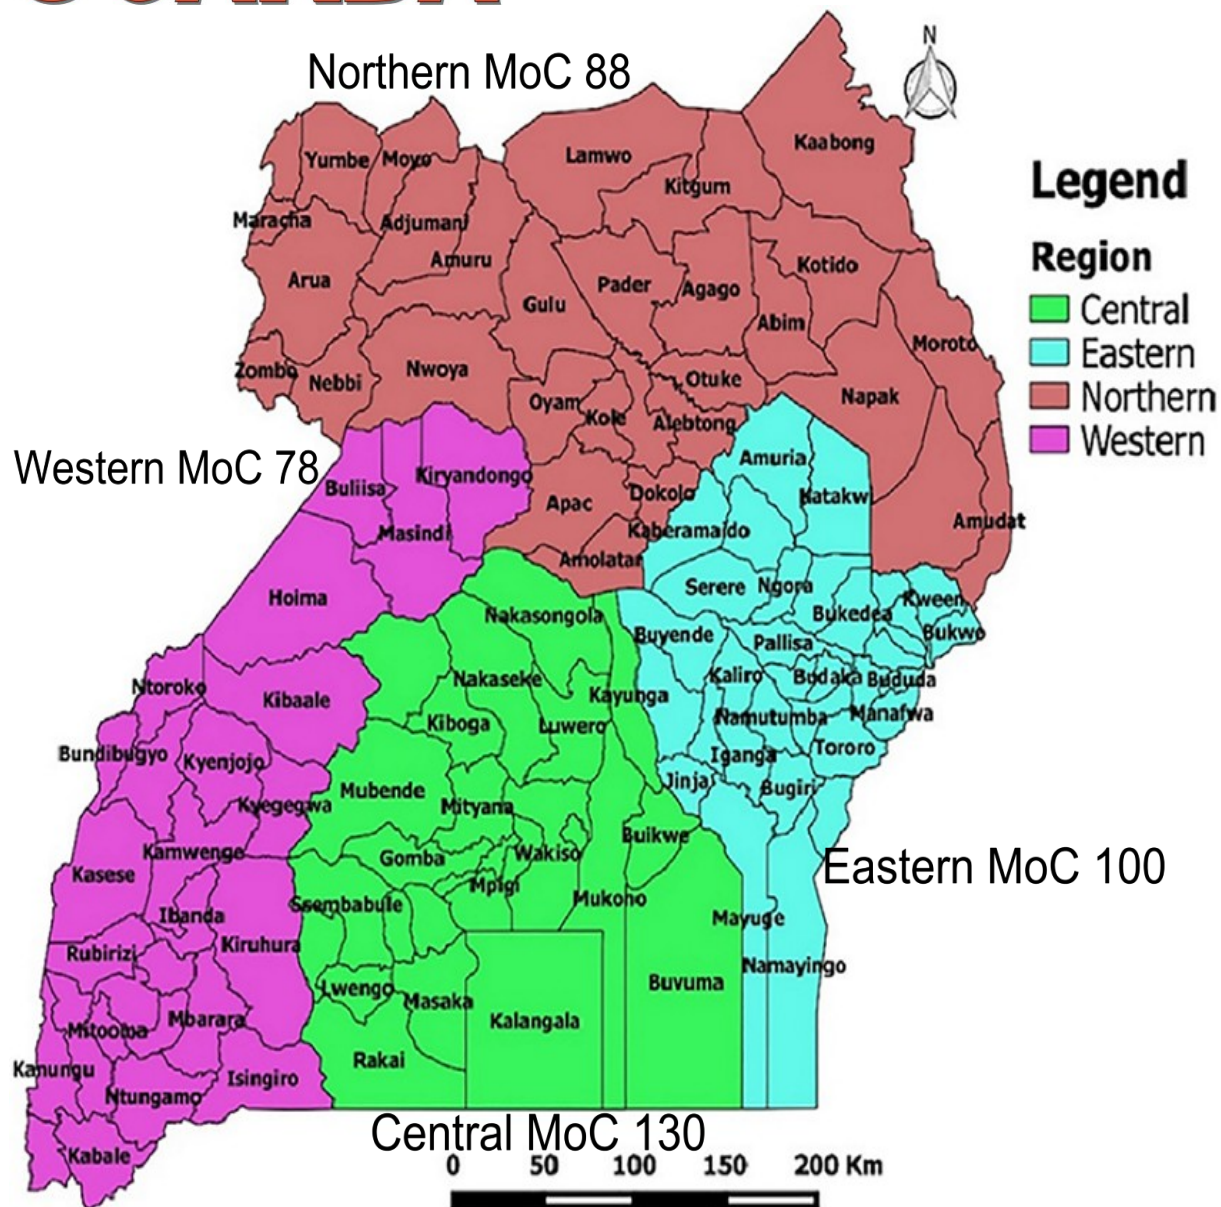 UGANDA
Northern MoC 88
N
Kaabong
Yumbe
Moyo
Lamwo
Kitgum
Maracha
Adjumani
Amuru
Arua
Gulu
Pader
Agago
Kotido
Abim
Moroto
Zombo
Nebbi
Nwoya
Oyam
Kole
Otuke
Alebtong
Napak
Legend
Region
Central
Eastern
Northern
Western
Western MoC 78
Buliisa
Kiryandongo
Masindi
Apac
Dokolo
Amuria
Katakwi
Amudat
Kaberamaido
Amolatar
Hoima
Nakasongola
Serere
Ngora
Bukedea
Kween
Bukwo
Buyende
Pallisa
Ntoroko
Kibaale
Nakaseke
Kayunga
Kaliro
Budaka
Bududa
Kiboga
Luwero
Namutumba
Manafwa
Bundibugyo
Kyenjojo
Iganga
Tororo
Kyegegwa
Mubende
Mityana
Jinja
Bugiri
Buikwe
Kamwenge
Gomba
Wakiso
Eastern MoC 100
Kasese
Mpigi
Mukono
Ibanda
Ssembabule
Mayuge
Rubirizi
Kiruhura
Namayingo
Lwengo
Masaka
Buvuma
Mitooma
Mbarara
Kalangala
Kanungu
Isingiro
Rakai
Ntungamo
Kabale
Central MoC 130
0 50 100 150 200 Km